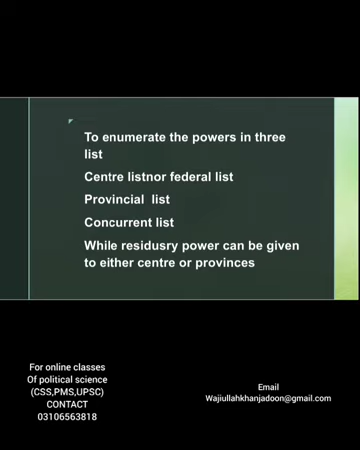 To enumerate the powers in three
list
Centre listnor federal list
Provincial  list
Concurrent list
While residusry power can be given
to either centre or provinces
For online classes
Of political science
(CSS,PMS,UPSC)
CONTACT
03106563818
Email
Wajiullahkhanjadoon@gmail.com